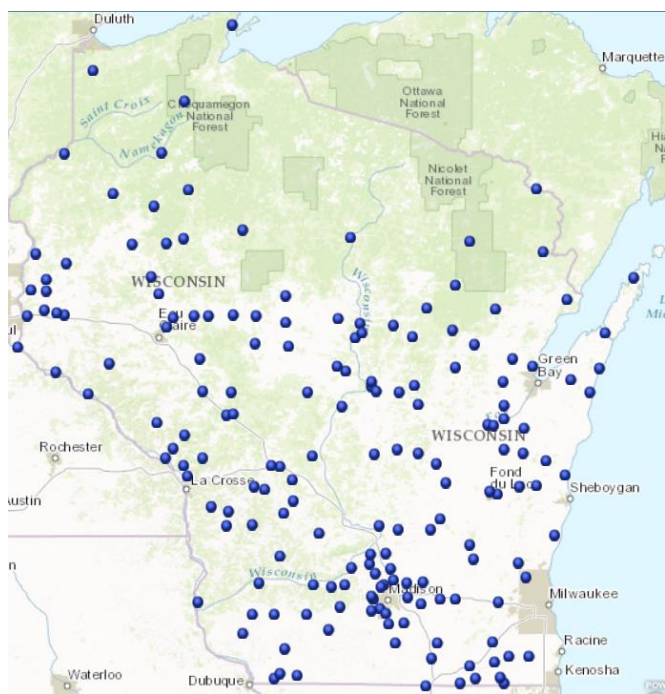 Duluth
Marquette
Saint Croix
Ottawa
National
Forest
National
Forest
Namekagon
Nicolet
National
Forest
WISCONSIN
Wisconsin
Eau
Claire
Green
Bay
WISCONSIN
Rochester
Fond
du Lac
La Crosse
Sheboygan
Austin
Wisconsin
Madison
Milwaukee
Racine
Waterloo
Dubuque
Kenosha